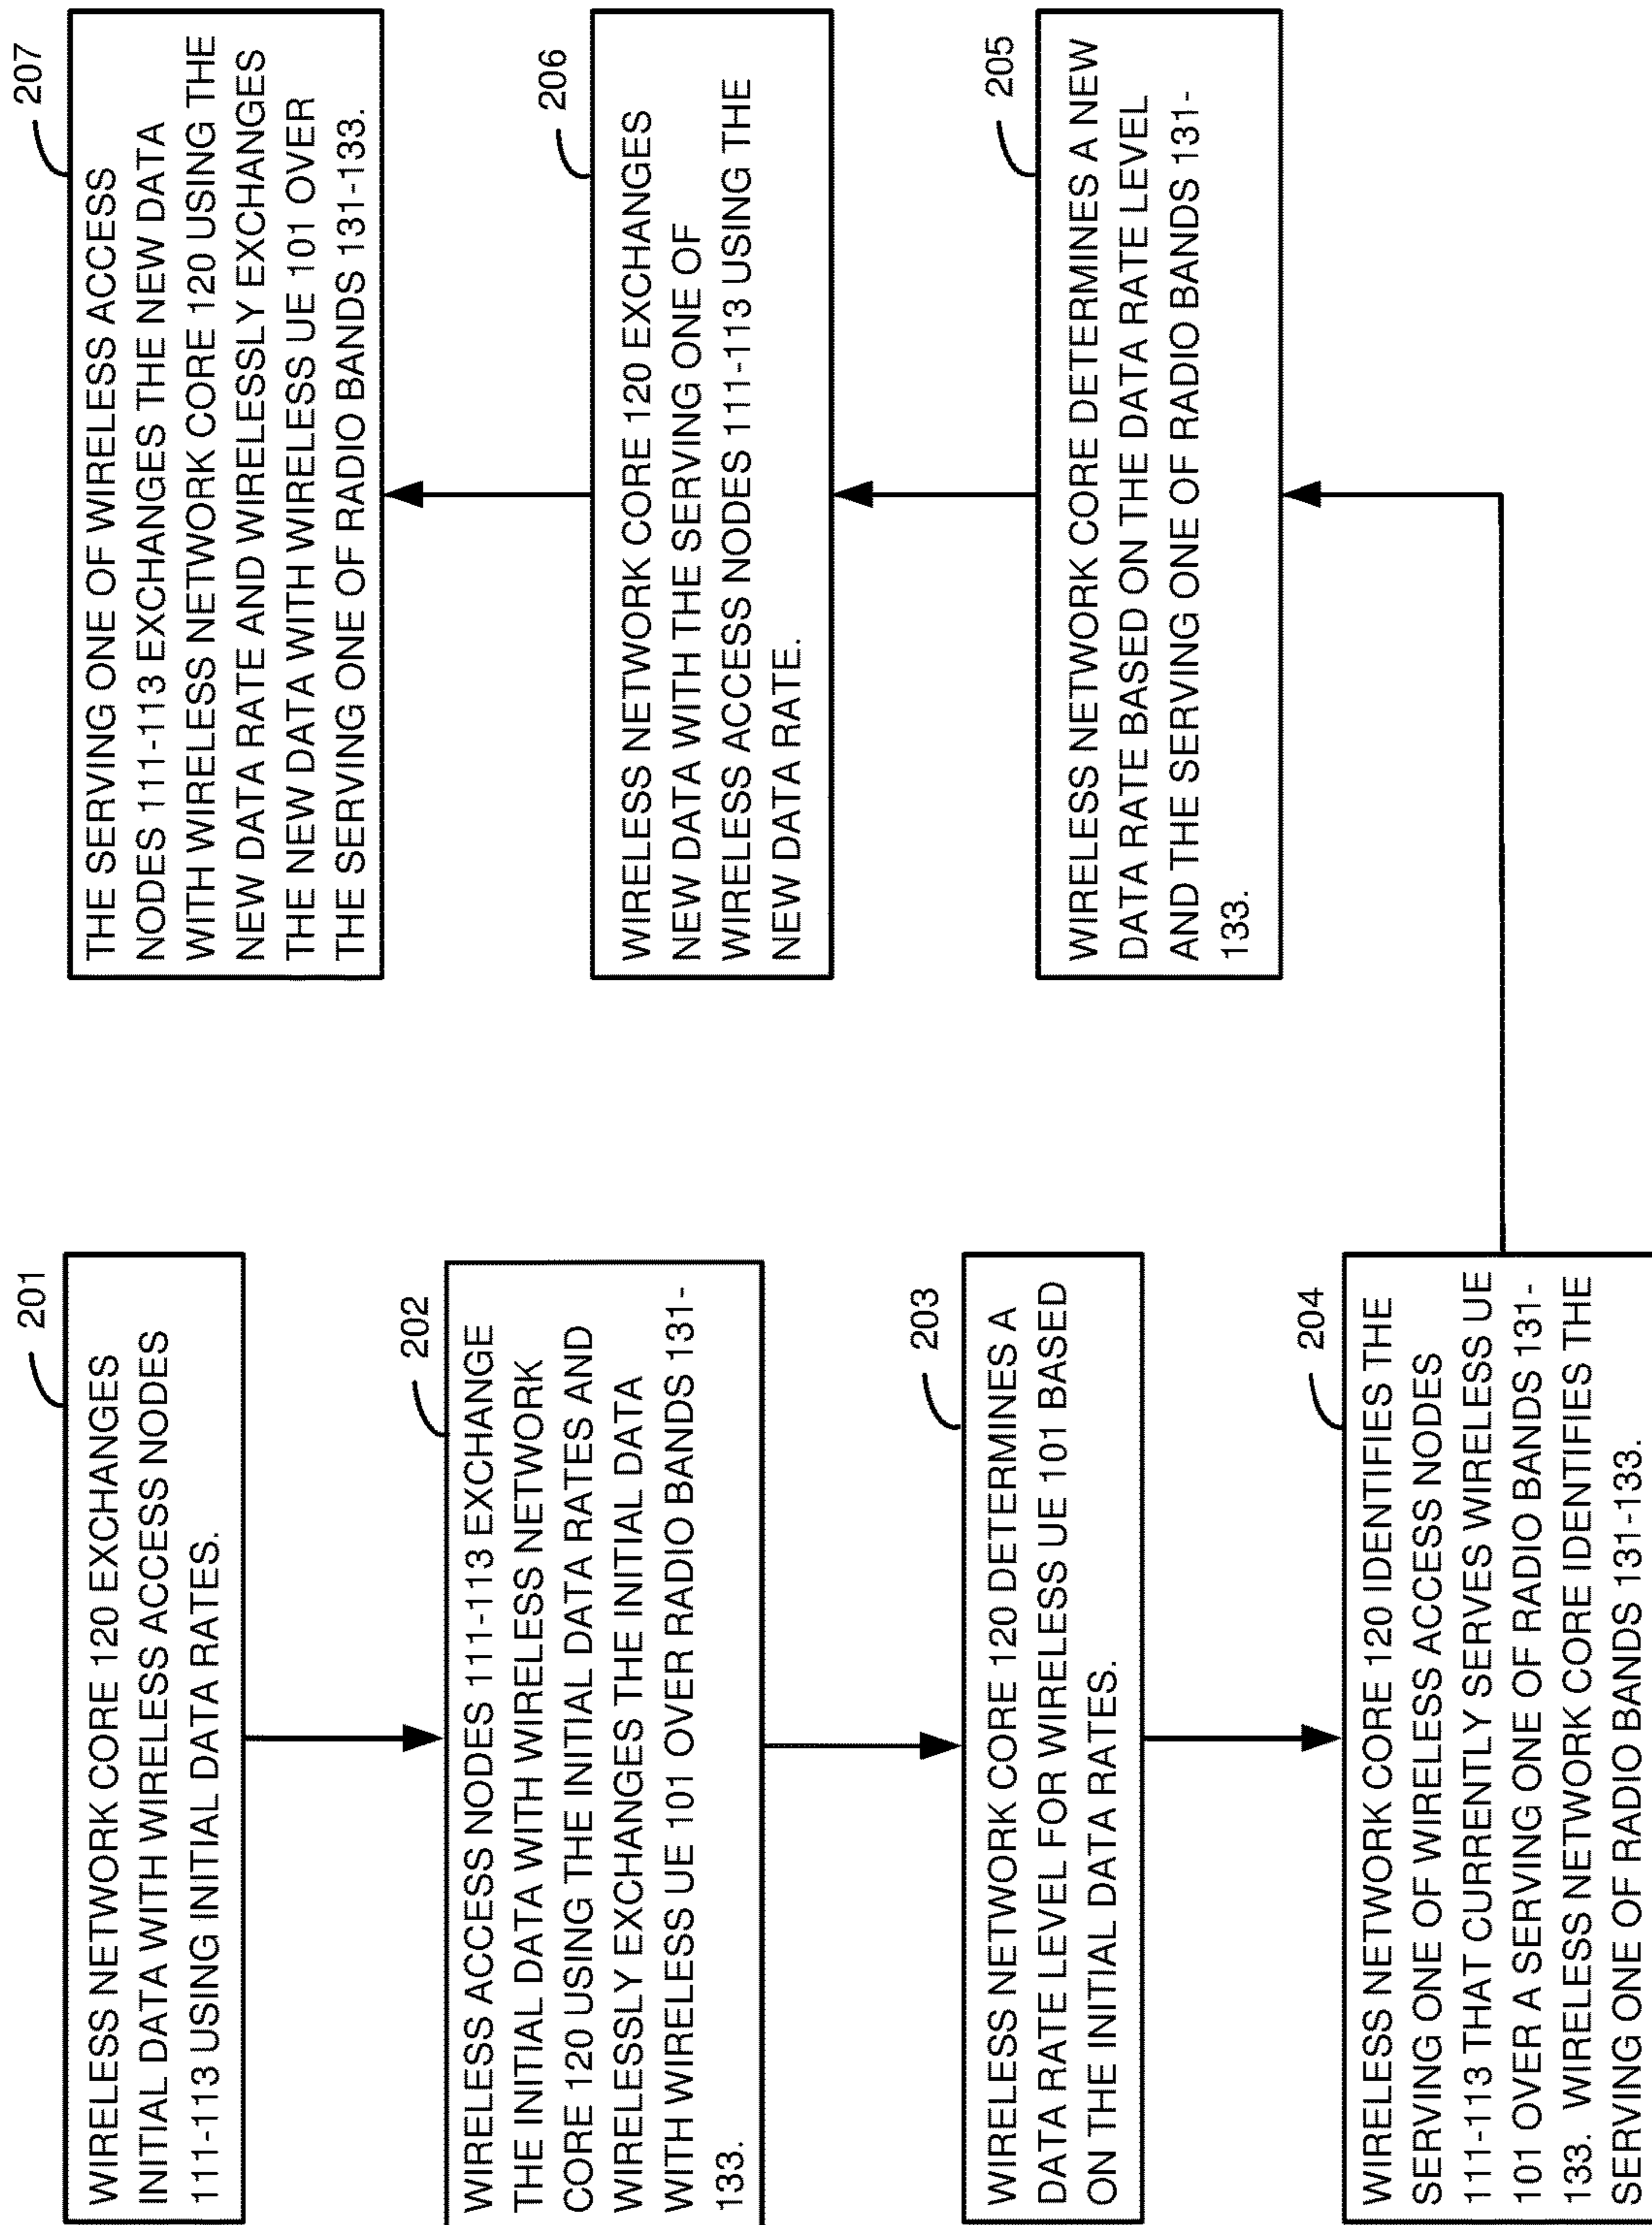 201
WIRELESS NETWORK CORE 120 EXCHANGES
INITIAL DATA WITH WIRELESS ACCESS NODES
111-113 USING INITIAL DATA RATES.
202
WIRELESS ACCESS NODES 111-113 EXCHANGE
THE INITIAL DATA WITH WIRELESS NETWORK
CORE 120 USING THE INITIAL DATA RATES AND
WIRELESSLY EXCHANGES THE INITIAL DATA
WITH WIRELESS UE 101 OVER RADIO BANDS 131-
133.
203
WIRELESS NETWORK CORE 120 DETERMINES A
DATA RATE LEVEL FOR WIRELESS UE 101 BASED
ON THE INITIAL DATA RATES.
204
WIRELESS NETWORK CORE 120 IDENTIFIES THE
SERVING ONE OF WIRELESS ACCESS NODES
111-113 THAT CURRENTLY SERVES WIRELESS UE
101 OVER A SERVING ONE OF RADIO BANDS 131-
133. WIRELESS NETWORK CORE IDENTIFIES THE
SERVING ONE OF RADIO BANDS 131-133.
205
WIRELESS NETWORK CORE DETERMINES A NEW
DATA RATE BASED ON THE DATA RATE LEVEL
AND THE SERVING ONE OF RADIO BANDS 131-
133.
206
WIRELESS NETWORK CORE 120 EXCHANGES
NEW DATA WITH THE SERVING ONE OF
WIRELESS ACCESS NODES 111-113 USING THE
NEW DATA RATE.
207
THE SERVING ONE OF WIRELESS ACCESS
NODES 111-113 EXCHANGES THE NEW DATA
WITH WIRELESS NETWORK CORE 120 USING THE
NEW DATA RATE AND WIRELESSLY EXCHANGES
THE NEW DATA WITH WIRELESS UE 101 OVER
THE SERVING ONE OF RADIO BANDS 131-133.